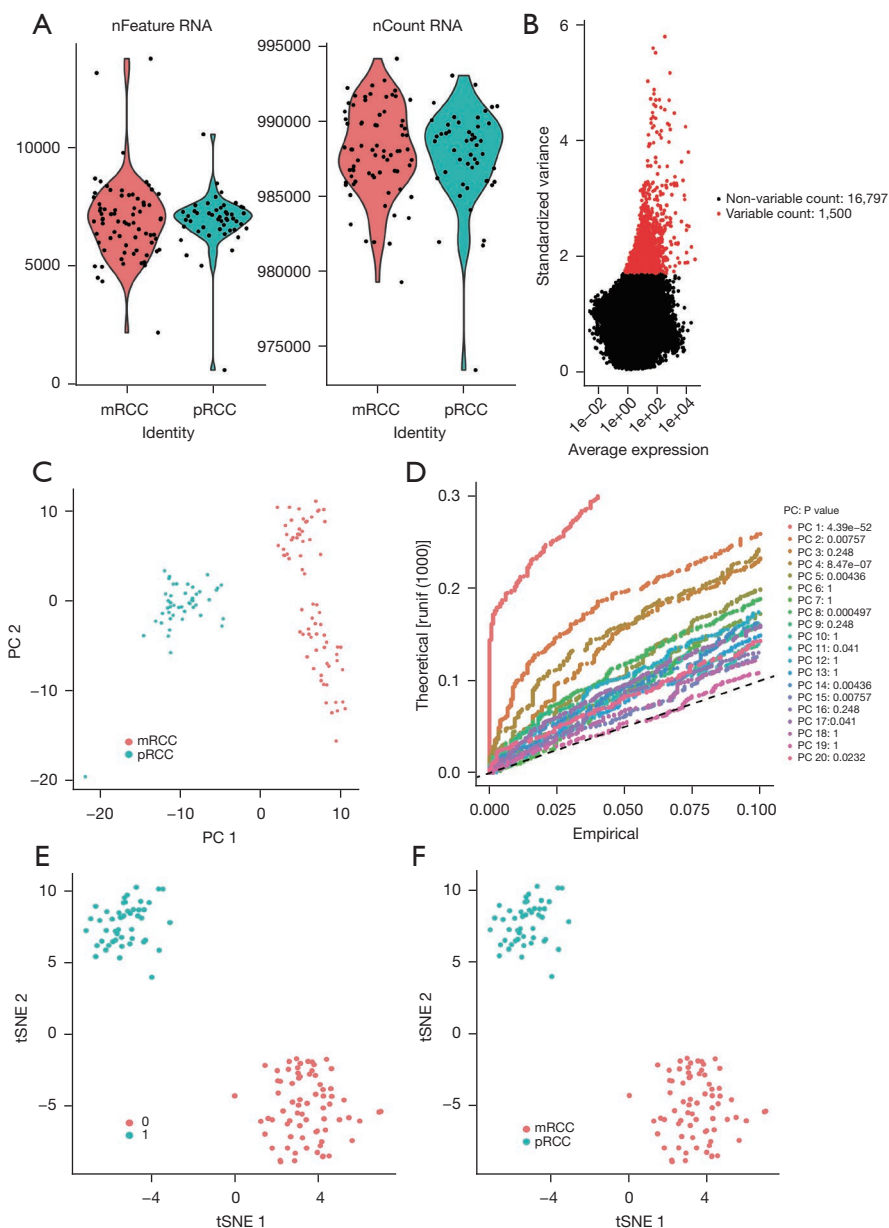 A
nFeature RNA
10000
5000
0
mRCC
pRCC
Identity
nCount RNA
995000
990000
985000
980000
975000
mRCC
pRCC
Identity
B
6
4
2
0
Standardized variance
Non-variable count: 16,797
Variable count: 1,500
1e−02
1e+00
1e+02
1e+04
Average expression
C
10
0
−10
−20
PC 2
mRCC
pRCC
−20
−10
0
10
PC 1
D
0.3
0.2
0.1
0.0
Theoretical [runif (1000)]
0.000
0.025
0.050
0.075
0.100
Empirical
PC: P value
PC 1: 4.39e−52
PC 2: 0.00757
PC 3: 0.248
PC 4: 8.47e−07
PC 5: 0.00436
PC 6: 1
PC 7: 1
PC 8: 0.000497
PC 9: 0.248
PC 10: 1
PC 11: 0.041
PC 12: 1
PC 13: 1
PC 14: 0.00436
PC 15: 0.00757
PC 16: 0.248
PC 17:0.041
PC 18: 1
PC 19: 1
PC 20: 0.0232
E
10
5
0
−5
tSNE 2
0
1
−4
0
4
tSNE 1
F
10
5
0
−5
tSNE 2
mRCC
pRCC
−4
0
4
tSNE 1